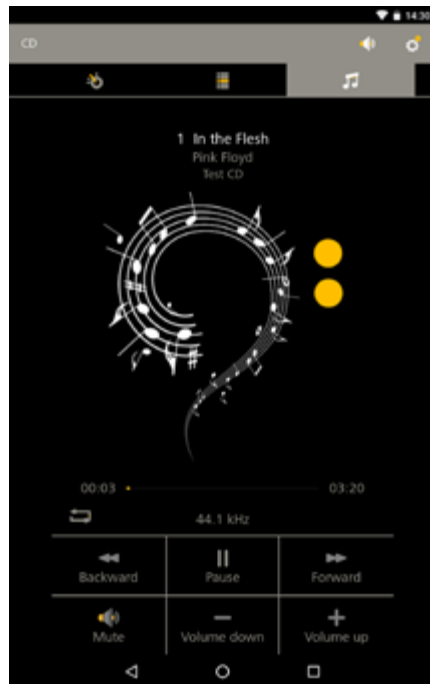 14:30
CD
1 In the Flesh
Pink Floyd
Test CD
00:03 03:20
44.1 kHz
Backward Pause Forward
Mute Volume down Volume up